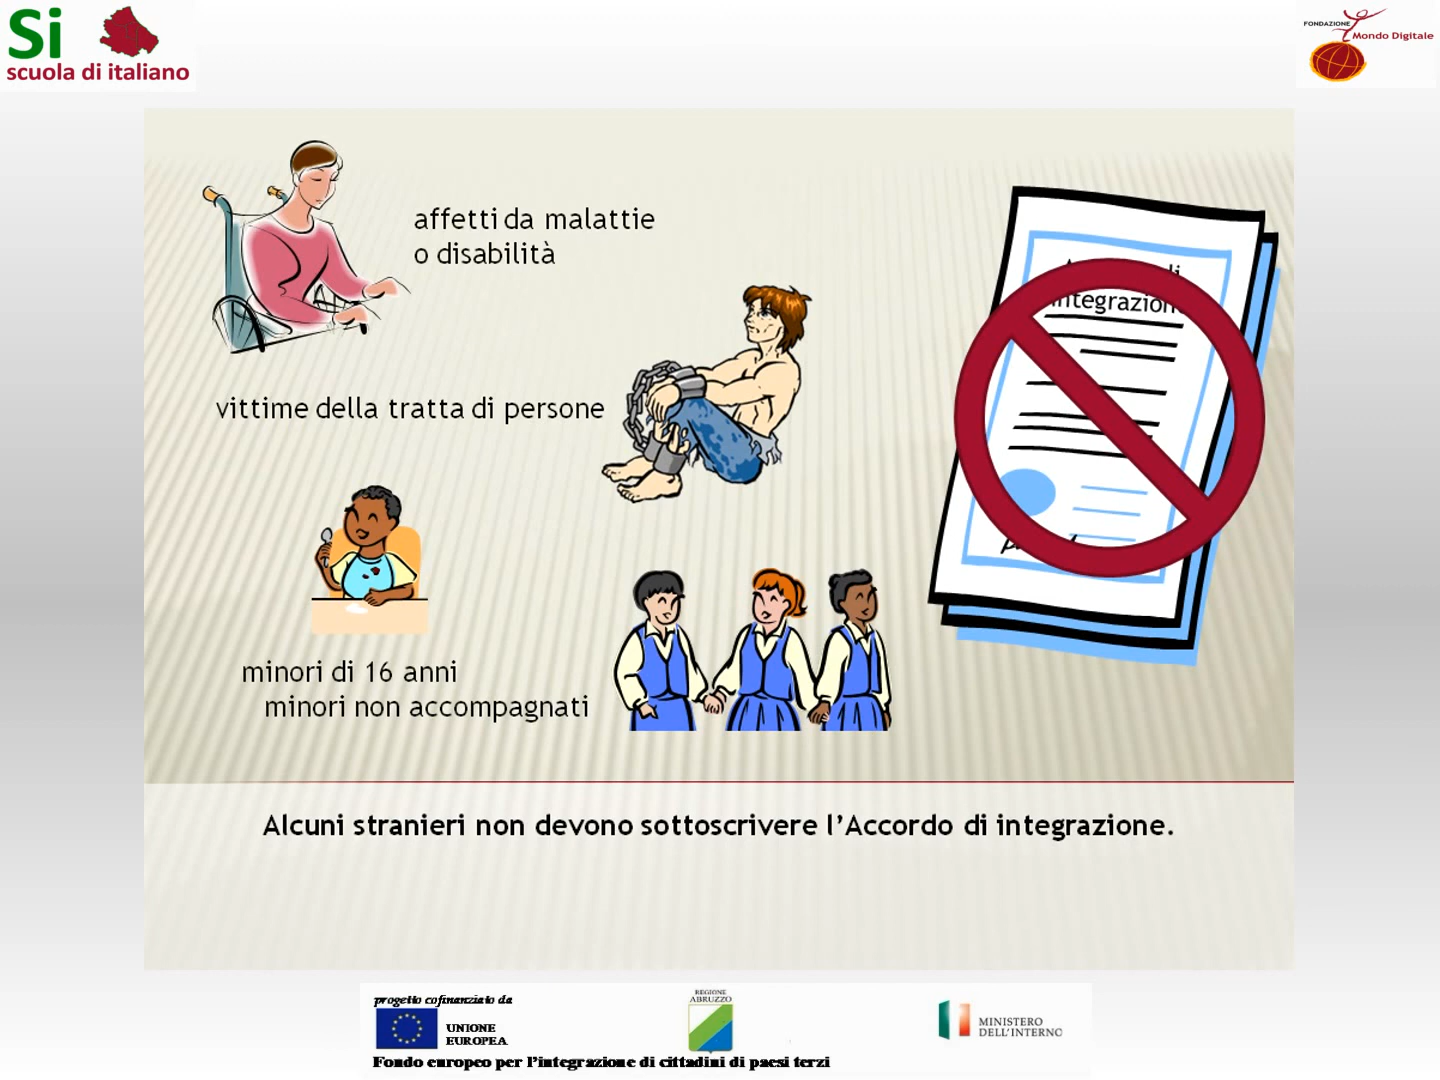 Si
scuola di italiano
FONDAZIONE
Mondo Digitale
affetti da malattie
o disabilità
integrazione
vittime della tratta di persone
minori di 16 anni
minori non accompagnati
Alcuni stranieri non devono sottoscrivere l’Accordo di integrazione.
progetto cofinanziato da
UNIONE
EUROPEA
REGIONE
ABRUZZO
MINISTERO
DELL'INTERNO
Fondo europeo per l’integrazione di cittadini di paesi terzi